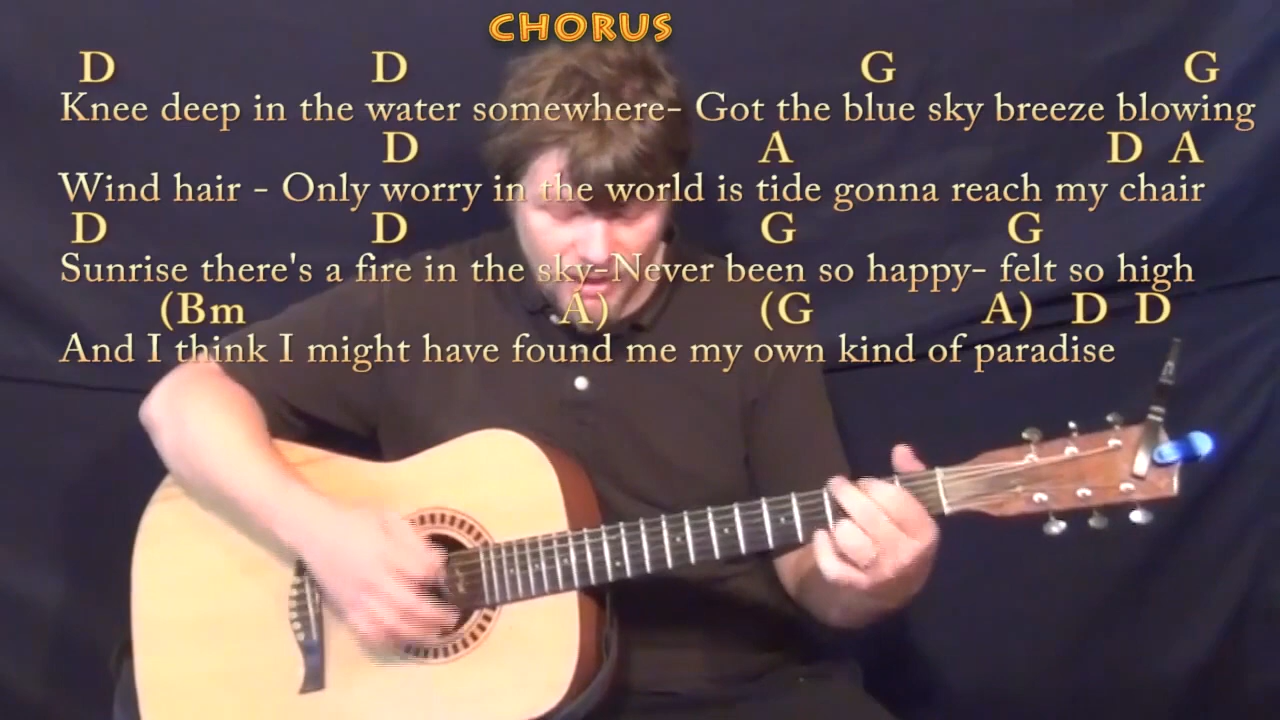 CHORUS
D D G G
Knee deep in the water somewhere- Got the blue sky breeze blowing
D A D A
Wind hair - Only worry in the world is tide gonna reach my chair
D D G G
Sunrise there's a fire in the sky-Never been so happy- felt so high
(Bm A) (G A) D D
And I think I might have found me my own kind of paradise